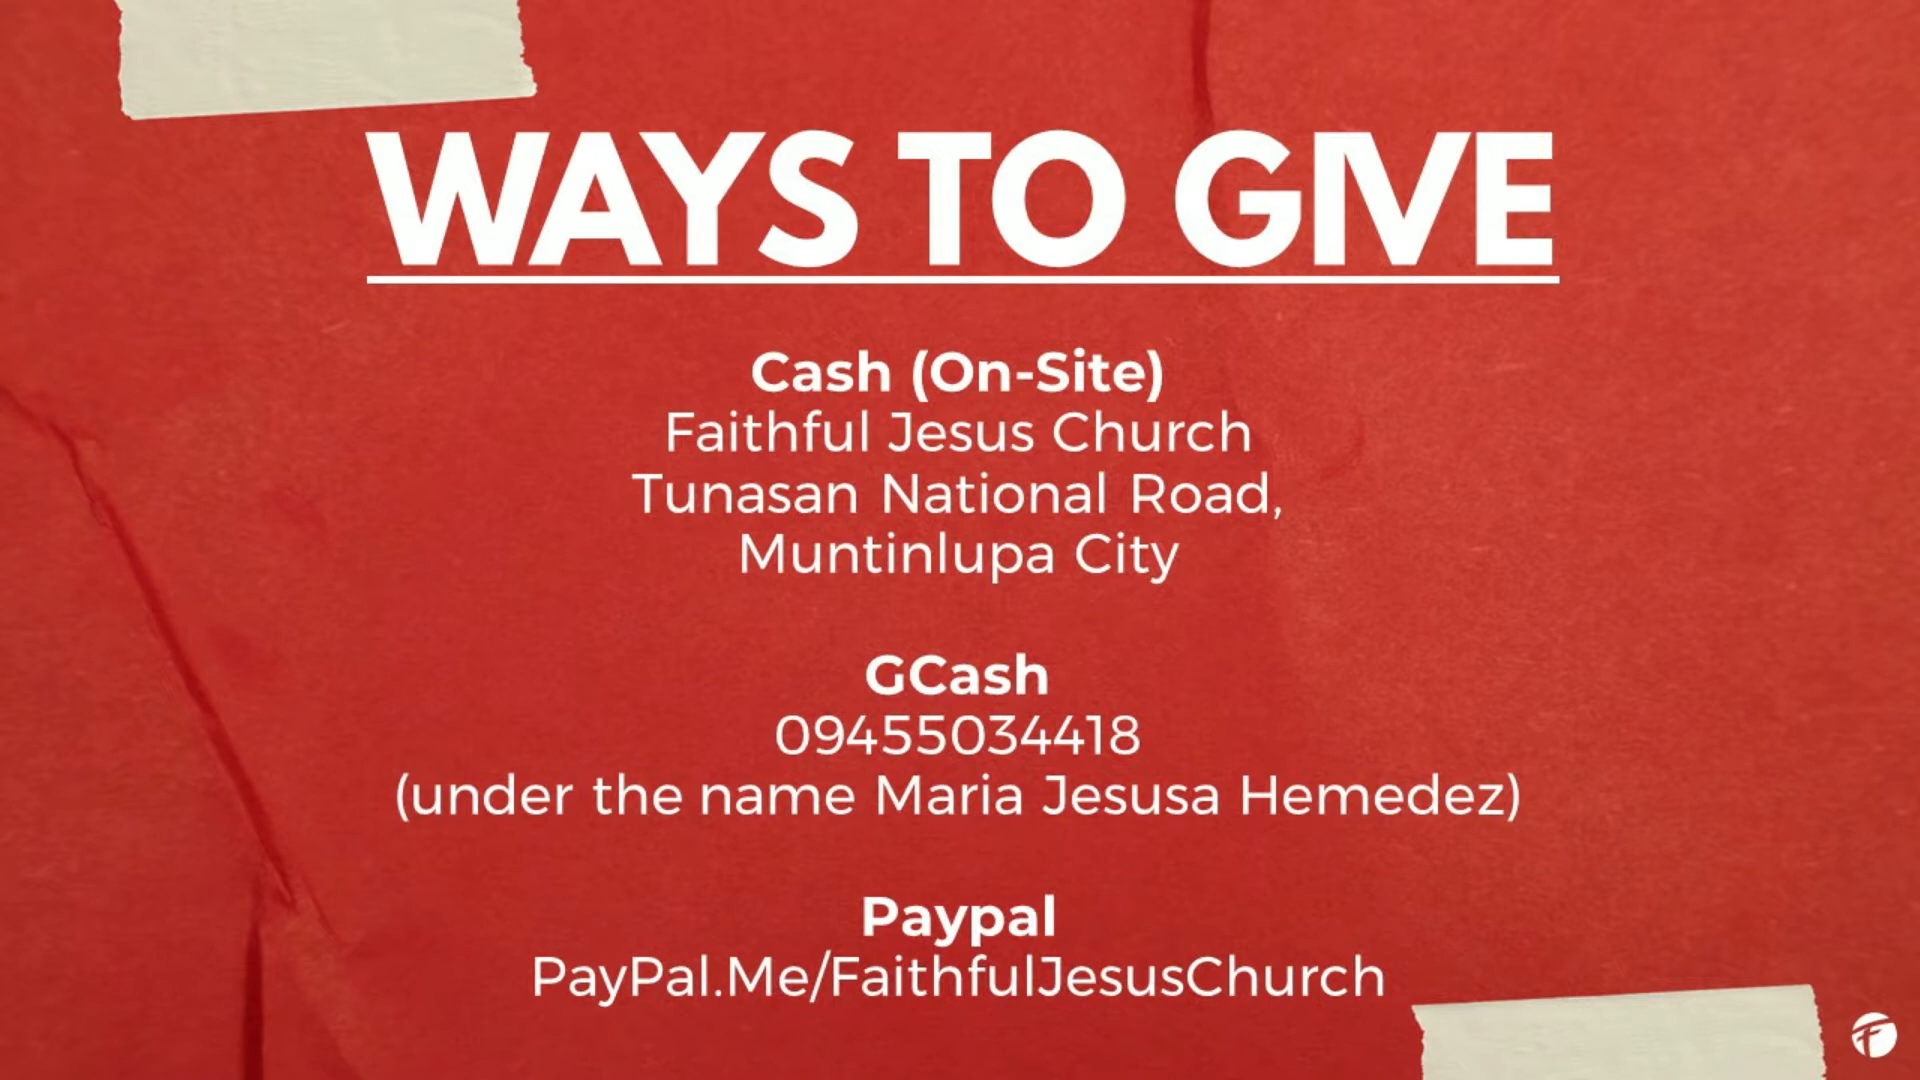 WAYS TO GIVE
Cash (On-Site)
Faithful Jesus Church
Tunasan National Road,
Muntinlupa City
GCash
09455034418
(under the name Maria Jesusa Hemedez)
Paypal
PayPal.Me/FaithfulJesusChurch